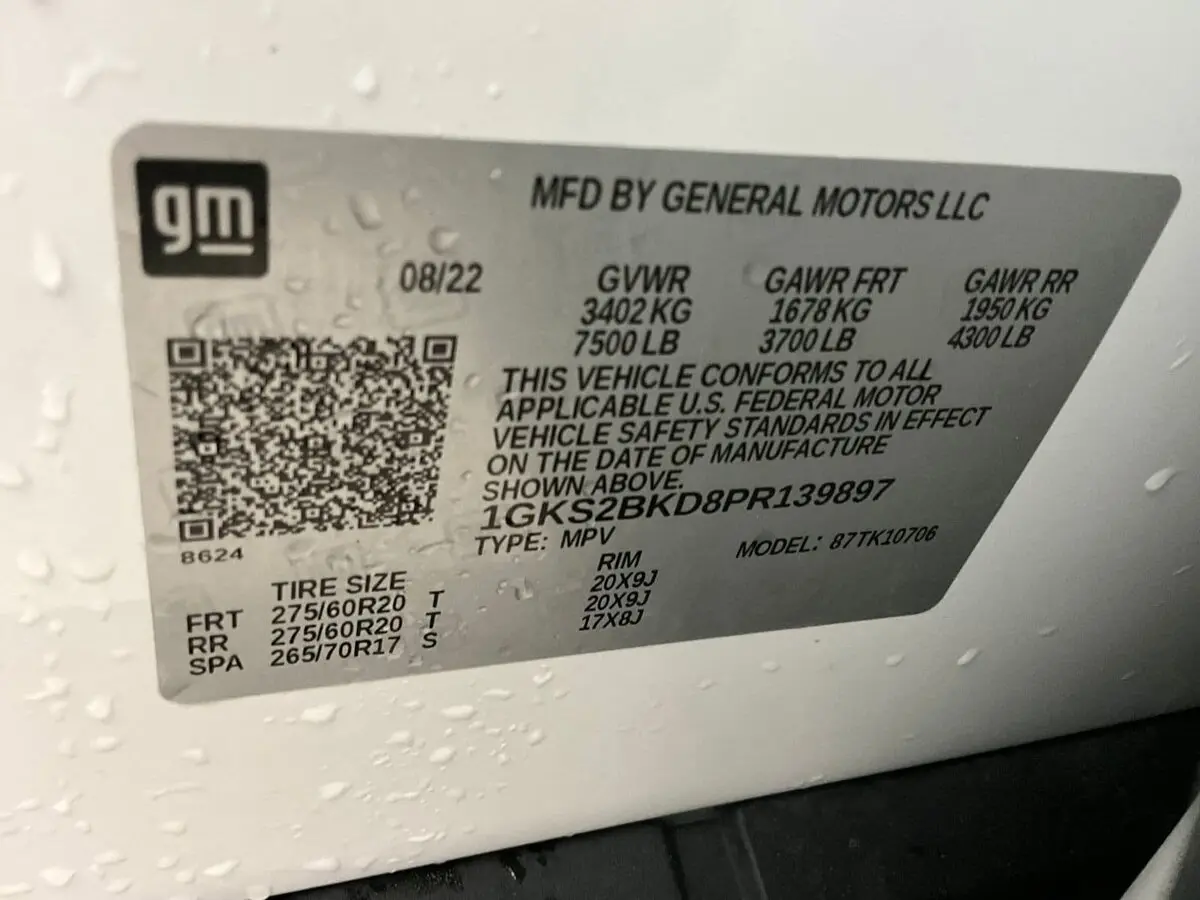 gm
MFD BY GENERAL MOTORS LLC
08/22 GVWR GAWR FRT GAWR RR
3402 KG 1678 KG 1950 KG
7500 LB 3700 LB 4300 LB
THIS VEHICLE CONFORMS TO ALL
APPLICABLE U.S. FEDERAL MOTOR
VEHICLE SAFETY STANDARDS IN EFFECT
ON THE DATE OF MANUFACTURE
SHOWN ABOVE.
1GKS2BKD8PR139897
8624
TYPE: MPV MODEL: 87TK10706
TIRE SIZE RIM
FRT 275/60R20 T 20X9J
RR 275/60R20 T 20X9J
SPA 265/70R17 S 17X8J